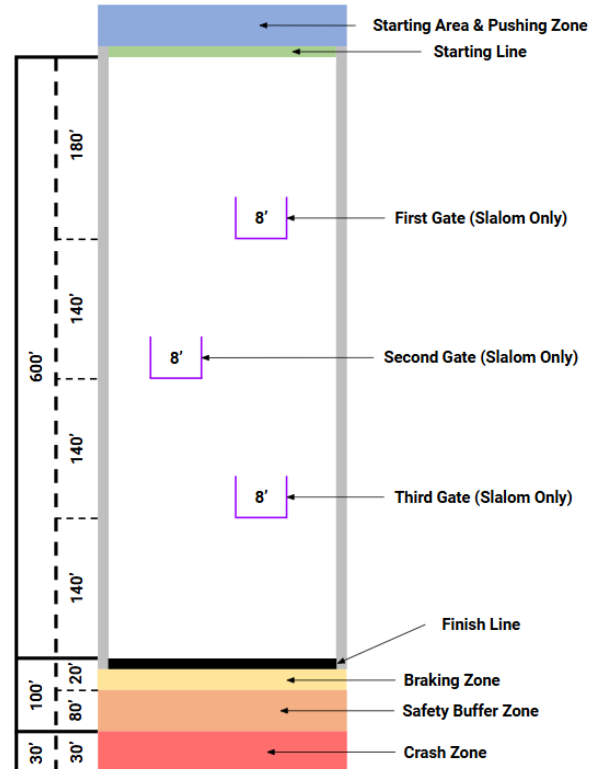 Starting Area & Pushing Zone
Starting Line
180’
8’
First Gate (Slalom Only)
140’
600’
8’
Second Gate (Slalom Only)
140’
8’
Third Gate (Slalom Only)
140’
Finish Line
100’
20’
Braking Zone
80’
Safety Buffer Zone
30’
30’
Crash Zone